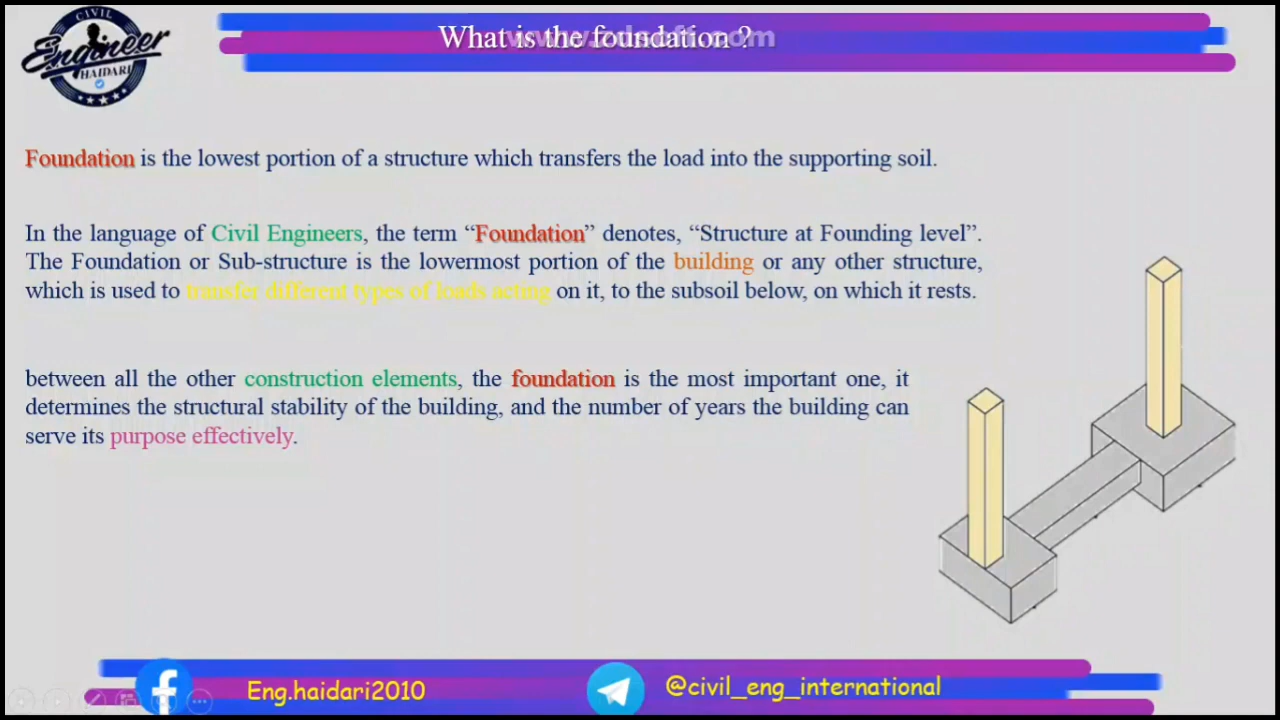 CIVIL
Engineer
HAIDARI
What is the foundation ?
Foundation is the lowest portion of a structure which transfers the load into the supporting soil.
In the language of Civil Engineers, the term “Foundation” denotes, “Structure at Founding level”.
The Foundation or Sub-structure is the lowermost portion of the building or any other structure,
which is used to transfer different types of loads acting on it, to the subsoil below, on which it rests.
between all the other construction elements, the foundation is the most important one, it
determines the structural stability of the building, and the number of years the building can
serve its purpose effectively.
Eng.haidari2010
@civil_eng_international